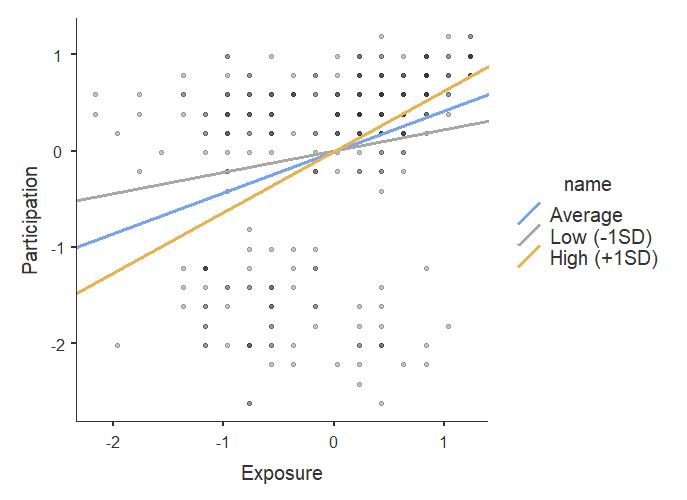 1
0
-1
-2
Participation
-2
-1
0
1
Exposure
name
Average
Low (-1SD)
High (+1SD)